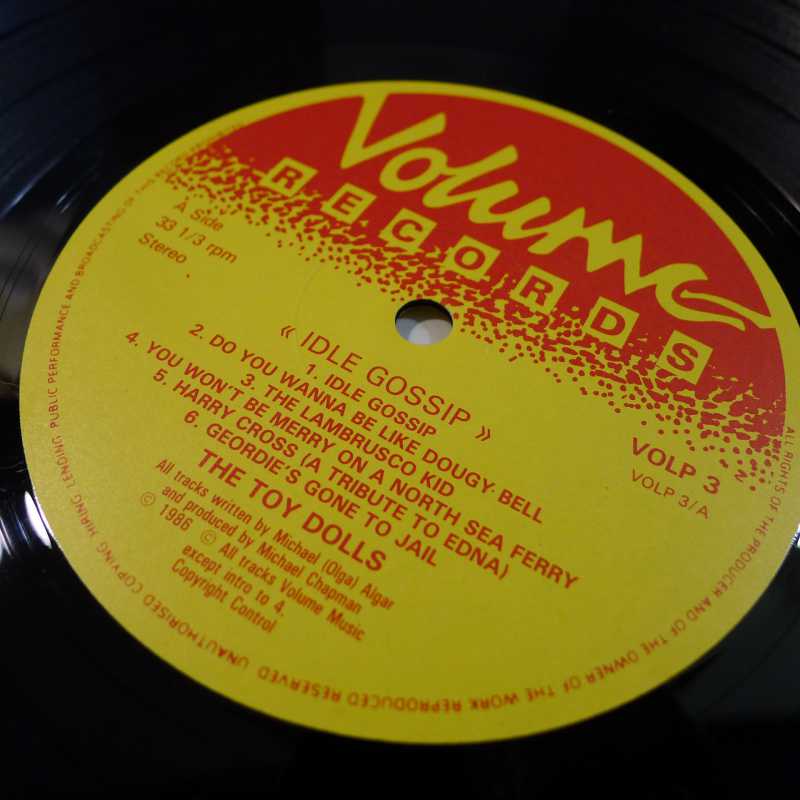 Volume
RECORDS
A Side
33 1/3 rpm
Stereo
VOLP 3
VOLP 3/A
« IDLE GOSSIP »
1. IDLE GOSSIP
2. DO YOU WANNA BE LIKE DOUGY BELL
3. THE LAMBRUSCO KID
4. YOU WON'T BE MERRY ON A NORTH SEA FERRY
5. HARRY CROSS (A TRIBUTE TO EDNA)
6. GEORDIE'S GONE TO JAIL
THE TOY DOLLS
All tracks written by Michael (Olga) Algar
and produced by Michael Chapman
© 1986 © All tracks Volume Music
except intro to 4.
Copyright Control
ALL RIGHTS OF THE PRODUCER AND OF THE OWNER OF THE WORK REPRODUCED RESERVED UNAUTHORISED COPYING HIRING LENDING PUBLIC PERFORMANCE AND BROADCASTING OF THIS RECORD